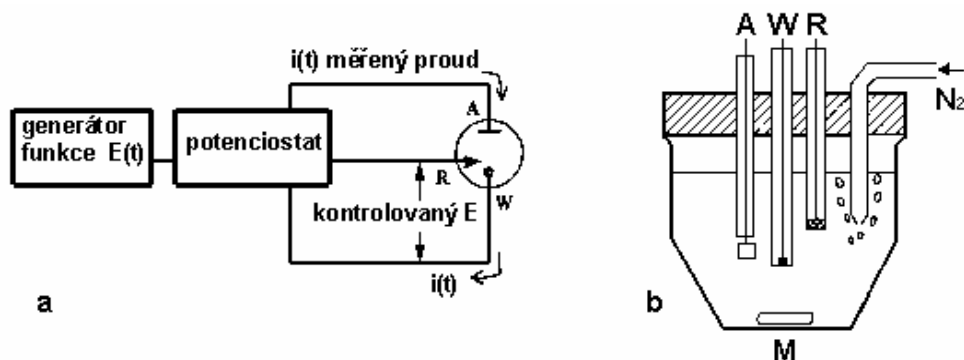 i(t) měřený proud
generátor
funkce E(t)
potenciostat
A
R
W
kontrolovaný E
i(t)
a
A W R
N₂
b
M